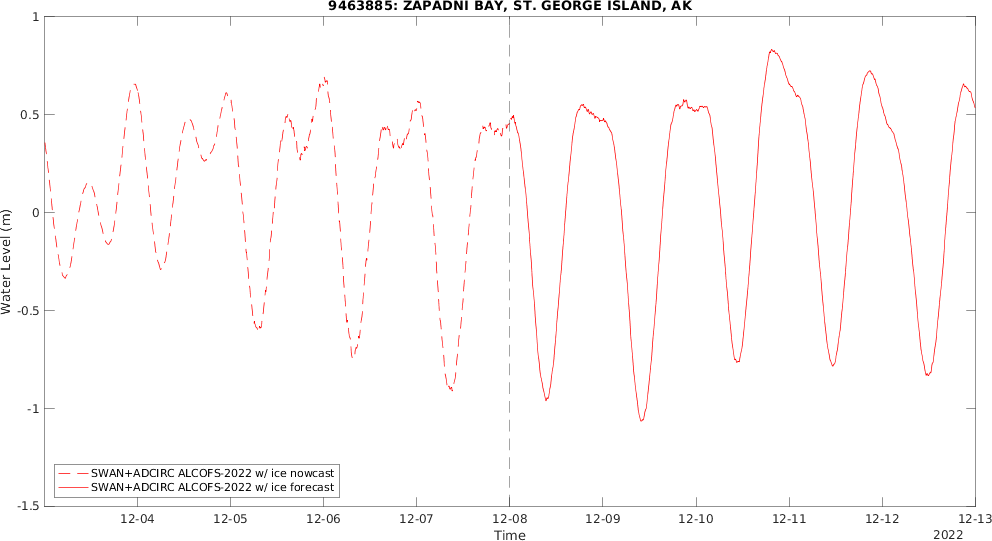 9463885: ZAPADNI BAY, ST. GEORGE ISLAND, AK
1
0.5
0
-0.5
-1
-1.5
Water Level (m)
SWAN+ADCIRC ALCOFS-2022 w/ ice nowcast
SWAN+ADCIRC ALCOFS-2022 w/ ice forecast
12-04 12-05 12-06 12-07 12-08 12-09 12-10 12-11 12-12 12-13
Time
2022